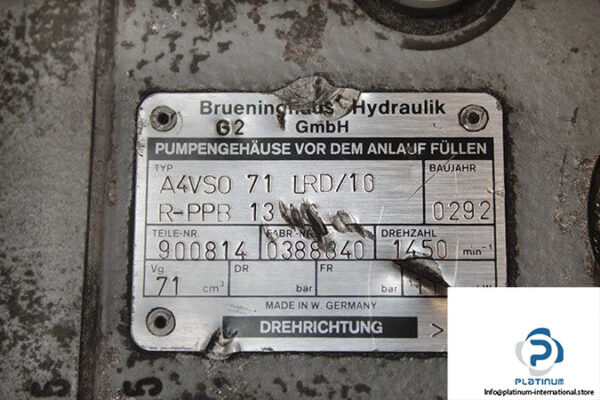 Brueninghaus Hydraulik
G2 GmbH
PUMPENGEHÄUSE VOR DEM ANLAUF FÜLLEN
TYP BAUJAHR
A4VSO 71 LRD/10
R-PPB 13 0292
TEILE-NR. FABR.-NR. DREHZAHL
900814 0388840 1450 min⁻¹
Vg DR FR
71 cm³ bar bar
MADE IN W. GERMANY
DREHRICHTUNG >
5 5
P
PLATINUM
info@platinum-international.store